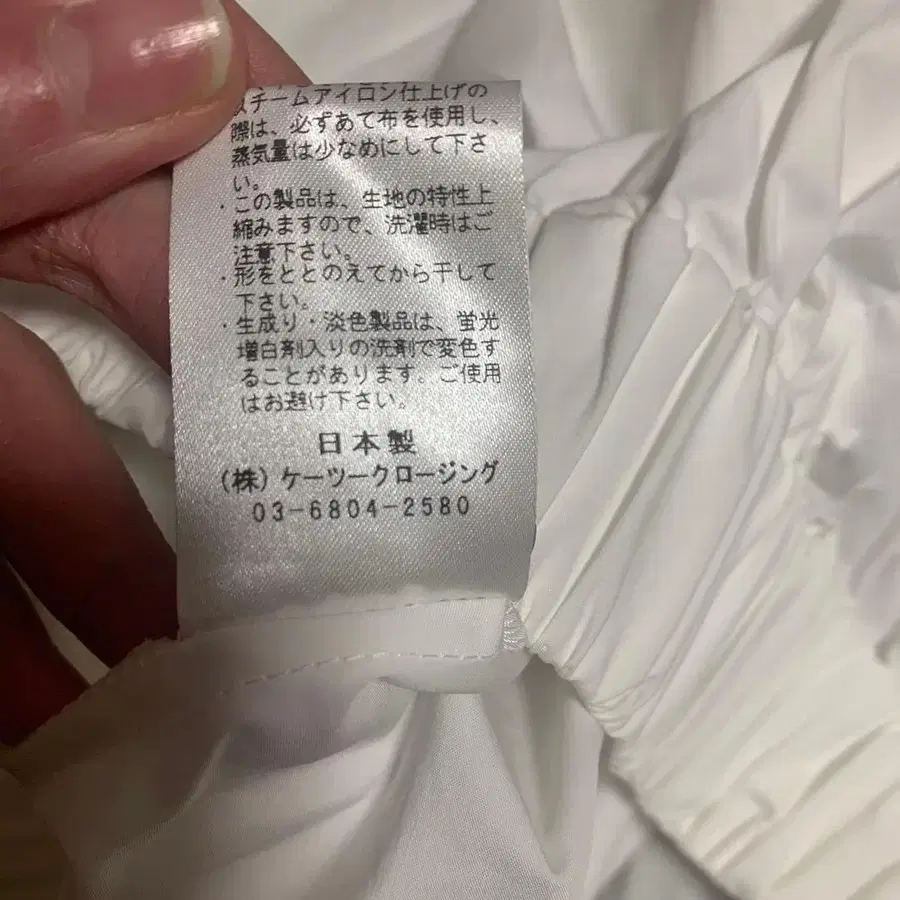 スチームアイロン仕上げの
際は、必ずあて布を使用し、
蒸気量は少なめにして下さ
い。
・この製品は、生地の特性上
縮みますので、洗濯時はご
注意下さい。
・形をととのえてから干して
下さい。
・生成り・淡色製品は、蛍光
増白剤入りの洗剤で変色す
ることがあります。ご使用
はお避け下さい。
日本製
(株)ケーツークロージング
03-6804-2580